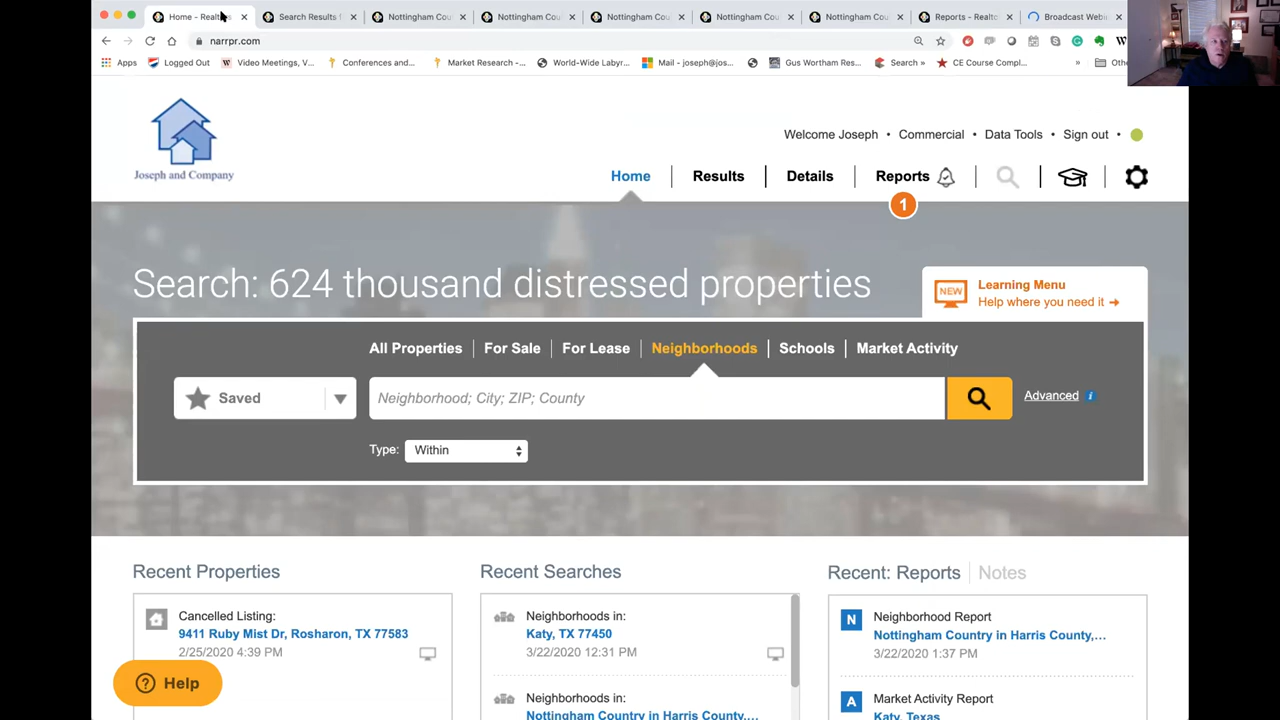 Home - Realto
Search Results f
Nottingham Cou
Nottingham Cou
Nottingham Cou
Nottingham Cou
Nottingham Cou
Reports - Realto
Broadcast Webi
narrpr.com
Apps
Logged Out
Video Meetings, V...
Conferences and...
Market Research -...
World-Wide Labyr...
Mail - joseph@jos...
Gus Wortham Res...
Search »
CE Course Compl...
»
Joseph and Company
Welcome Joseph • Commercial • Data Tools • Sign out •
Home
Results
Details
Reports
1
Search: 624 thousand distressed properties
NEW
Learning Menu
Help where you need it
All Properties
For Sale
For Lease
Neighborhoods
Schools
Market Activity
Saved
Neighborhood; City; ZIP; County
Advanced i
Type:
Within
Recent Properties
Cancelled Listing:
9411 Ruby Mist Dr, Rosharon, TX 77583
2/25/2020 4:39 PM
? Help
Recent Searches
Neighborhoods in:
Katy, TX 77450
3/22/2020 12:31 PM
Neighborhoods in:
Nottingham Country in Harris County,...
Recent: Reports
Notes
N
Neighborhood Report
Nottingham Country in Harris County,...
3/22/2020 1:37 PM
A
Market Activity Report
Katy, Texas